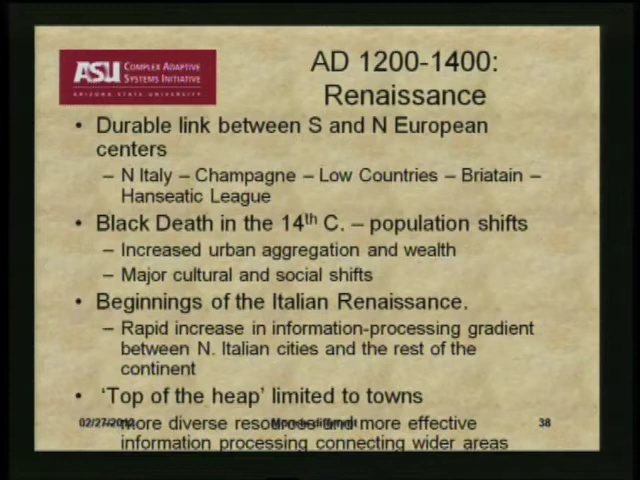 ASU COMPLEX ADAPTIVE
SYSTEMS INITIATIVE
ARIZONA STATE UNIVERSITY
AD 1200-1400:
Renaissance
• Durable link between S and N European
centers
– N Italy – Champagne – Low Countries – Briatain –
Hanseatic League
• Black Death in the 14th C. – population shifts
– Increased urban aggregation and wealth
– Major cultural and social shifts
• Beginnings of the Italian Renaissance.
– Rapid increase in information-processing gradient
between N. Italian cities and the rest of the
continent
• 'Top of the heap' limited to towns
more diverse and more effective
information processing connecting wider areas
38